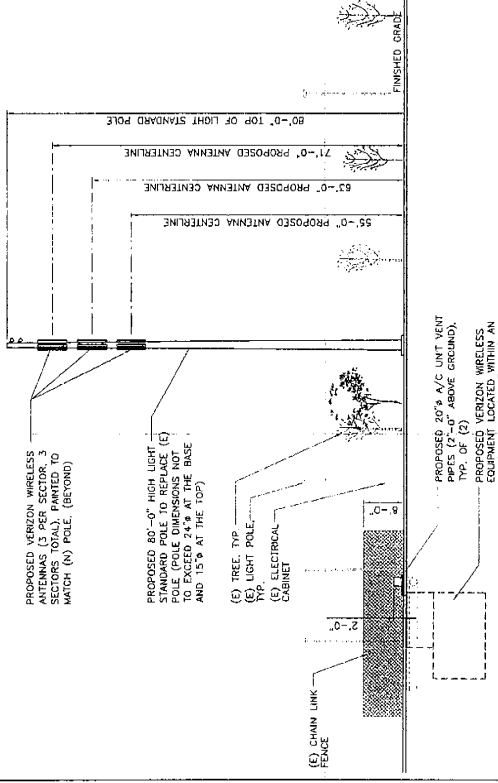 PROPOSED VERIZON WIRELESS
ANTENNAS (3 PER SECTOR, 3
SECTORS TOTAL), PAINTED TO
MATCH (N) POLE, (BEYOND)
PROPOSED 80'-0" HIGH LIGHT
STANDARD POLE TO REPLACE (E)
POLE (POLE DIMENSIONS NOT
TO EXCEED 24"ø AT THE BASE
AND 15"ø AT THE TOP)
(E) TREE, TYP.
(E) LIGHT POLE,
TYP.
(E) ELECTRICAL
CABINET
(E) CHAIN LINK
FENCE
2'-0"
8'-0"
55'-0" PROPOSED ANTENNA CENTERLINE
63'-0" PROPOSED ANTENNA CENTERLINE
71'-0" PROPOSED ANTENNA CENTERLINE
80'-0" TOP OF LIGHT STANDARD POLE
FINISHED GRADE
PROPOSED 20"ø A/C UNIT VENT
PIPES (2'-0" ABOVE GROUND),
TYP. OF (2)
PROPOSED VERIZON WIRELESS
EQUIPMENT LOCATED WITHIN AN